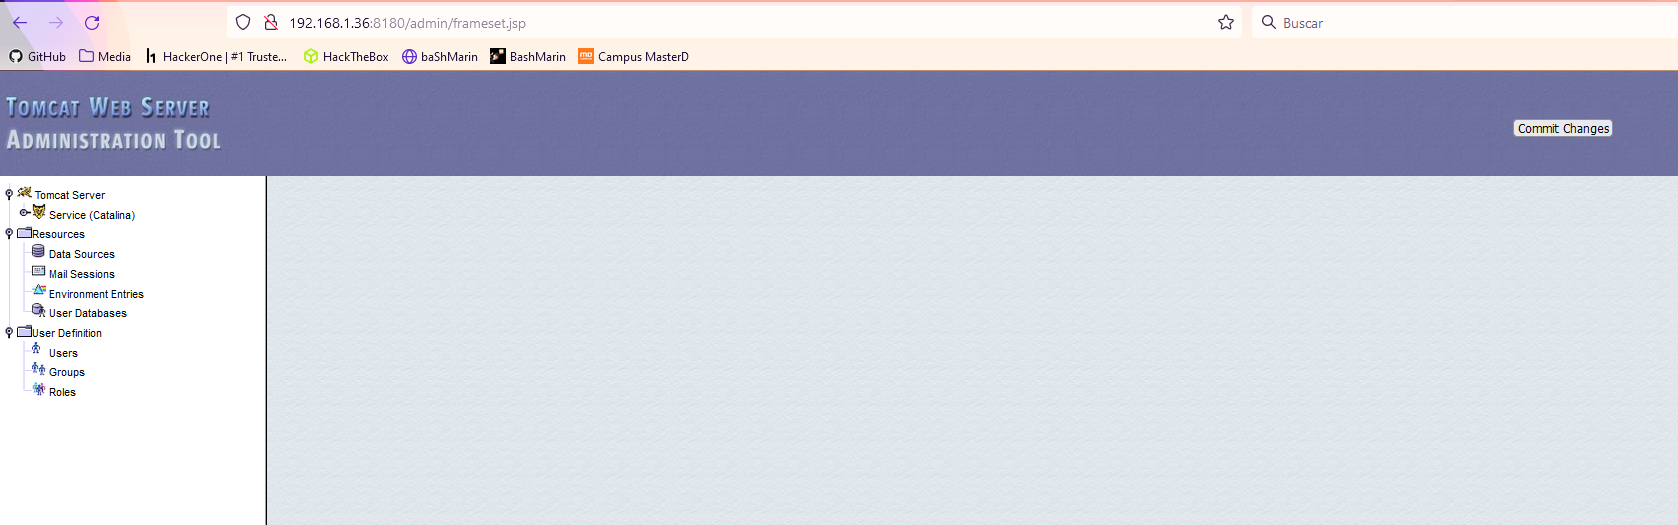 192.168.1.36:8180/admin/frameset.jsp
Buscar
GitHub Media HackerOne | #1 Truste... HackTheBox baShMarin BashMarin Campus MasterD
Tomcat Web Server
Administration Tool
Commit Changes
Tomcat Server
Service (Catalina)
Resources
Data Sources
Mail Sessions
Environment Entries
User Databases
User Definition
Users
Groups
Roles